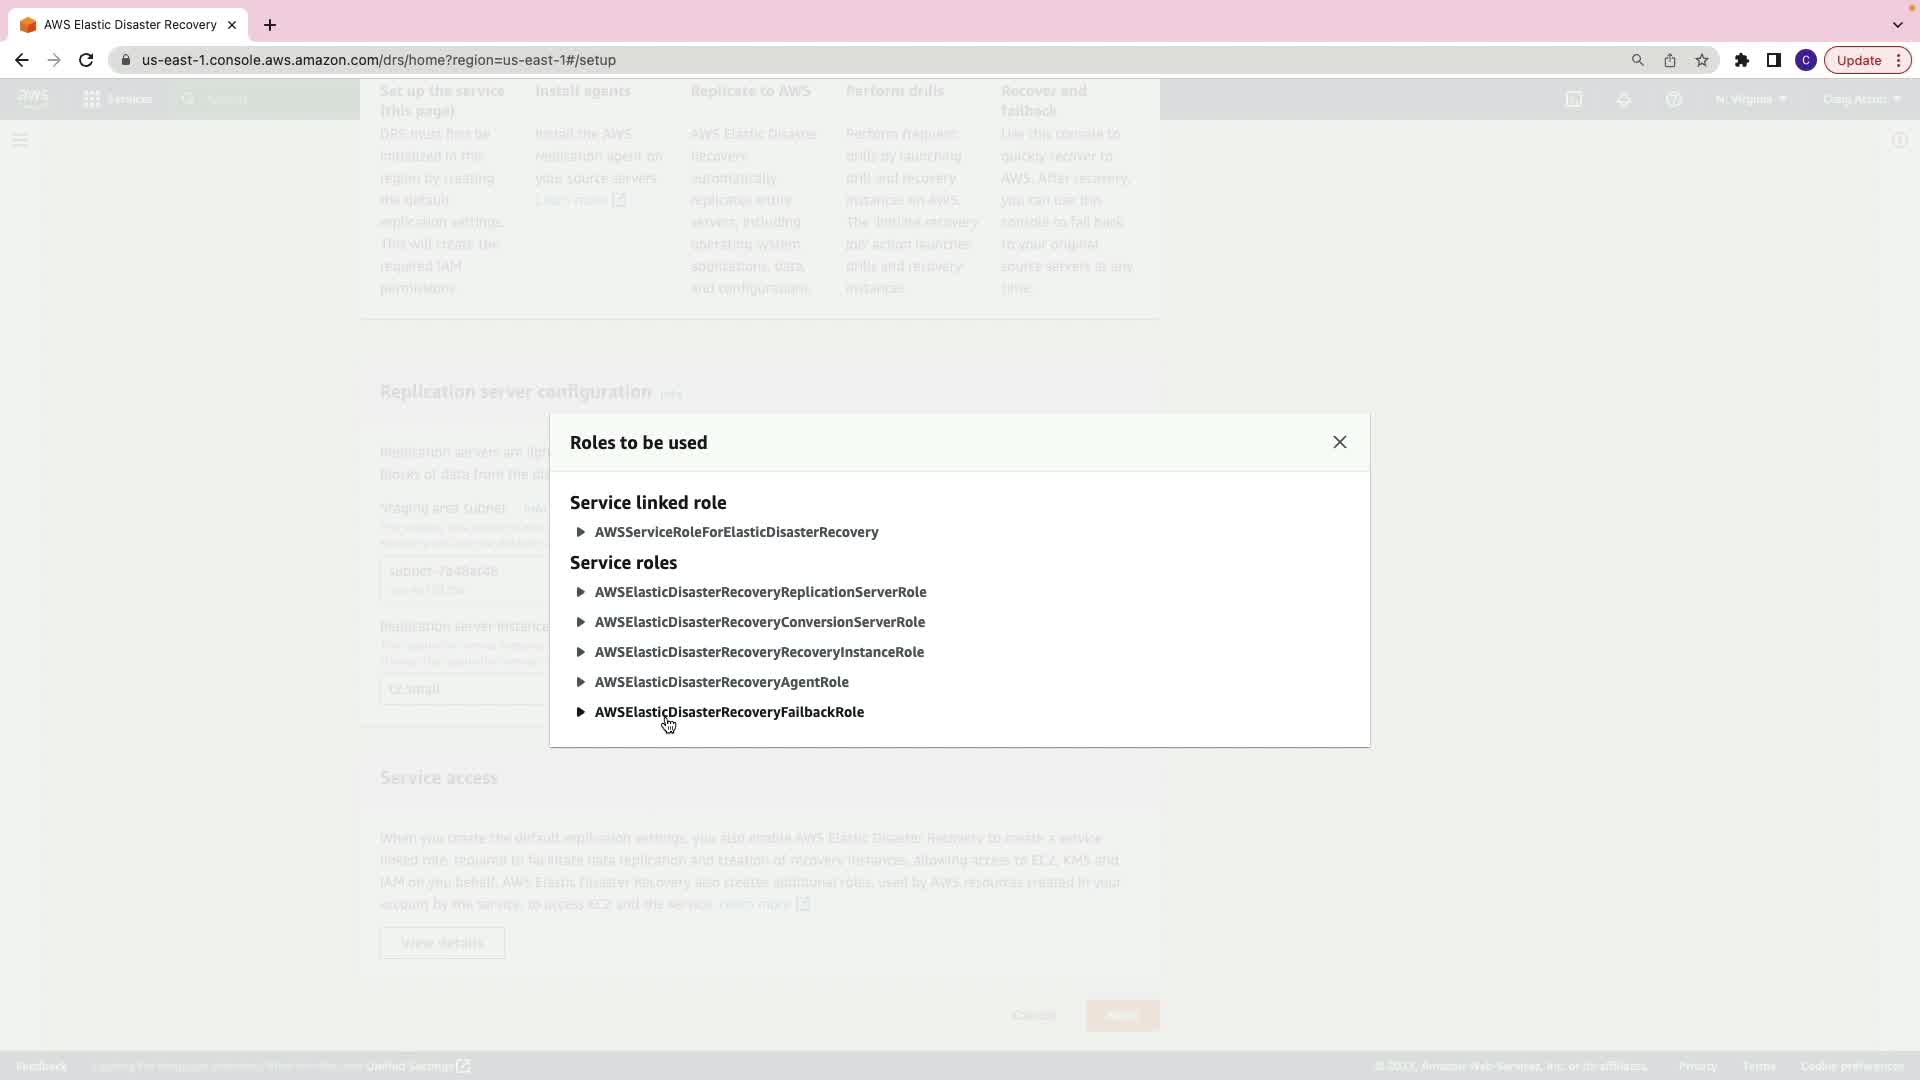 AWS Elastic Disaster Recovery
us-east-1.console.aws.amazon.com/drs/home?region=us-east-1#/setup
C
Update
aws
Services
N. Virginia
Set up the service
(this page)
DRS must first be
initialized in this
region by creating
the default
replication settings.
This will create the
required IAM
permissions.
Install agents
Install the AWS
replication agent on
your source servers.
Learn more
Replicate to AWS
AWS Elastic Disaster
Recovery
automatically
replicates entire
servers, including
operating system,
applications, data,
and configurations.
Perform drills
Perform frequent
drills by launching
drill and recovery
instances on AWS.
The 'Initiate recovery
job' action launches
drills and recovery
instances.
Recover and
failback
Use this console to
quickly recover to
AWS. After recovery,
you can use this
console to fail back
to your original
source servers at any
time.
Replication server configuration Info
Replication servers are
blocks of data from the
Staging area subnet
subnet-7a48af48
Replication server instance
t2.small
Roles to be used
Service linked role
AWSServiceRoleForElasticDisasterRecovery
Service roles
AWSElasticDisasterRecoveryReplicationServerRole
AWSElasticDisasterRecoveryConversionServerRole
AWSElasticDisasterRecoveryRecoveryInstanceRole
AWSElasticDisasterRecoveryAgentRole
AWSElasticDisasterRecoveryFailbackRole
Service access
When you create the default replication settings, you also enable AWS Elastic Disaster Recovery to create a service
linked role, required to facilitate data replication and creation of recovery instances, allowing access to EC2, KMS and
IAM on you behalf. AWS Elastic Disaster Recovery also creates additional roles, used by AWS resources created in your
account by the service, to access EC2 and the service. Learn more
View details
Cancel
Next
Feedback
Unified Settings
© 2023, Amazon Web Services, Inc. or its affiliates.
Privacy
Terms
Cookie preferences